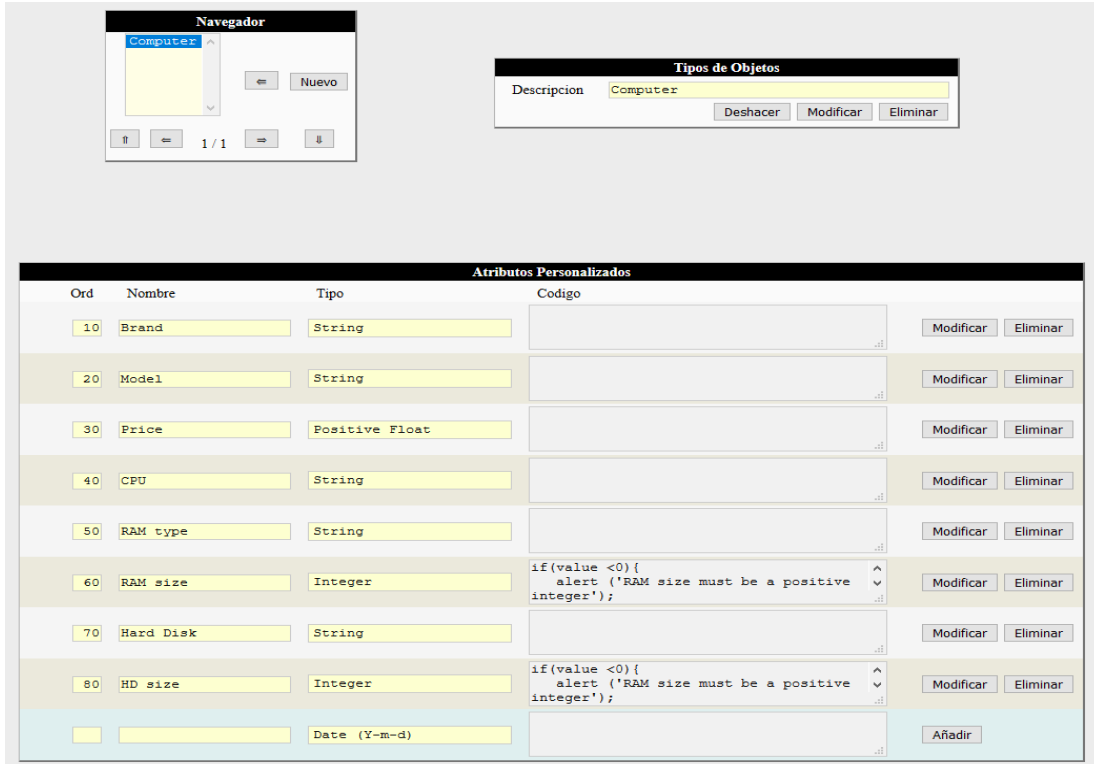 Navegador
Computer
⇐ Nuevo
⇑ ⇐ 1 / 1 ⇒ ⇓
Tipos de Objetos
Descripcion Computer
Deshacer Modificar Eliminar
Atributos Personalizados
Ord Nombre Tipo Codigo
10 Brand String Modificar Eliminar
20 Model String Modificar Eliminar
30 Price Positive Float Modificar Eliminar
40 CPU String Modificar Eliminar
50 RAM type String Modificar Eliminar
60 RAM size Integer if(value <0){ Modificar Eliminar
alert ('RAM size must be a positive
integer');
70 Hard Disk String Modificar Eliminar
80 HD size Integer if(value <0){ Modificar Eliminar
alert ('RAM size must be a positive
integer');
Date (Y-m-d) Añadir